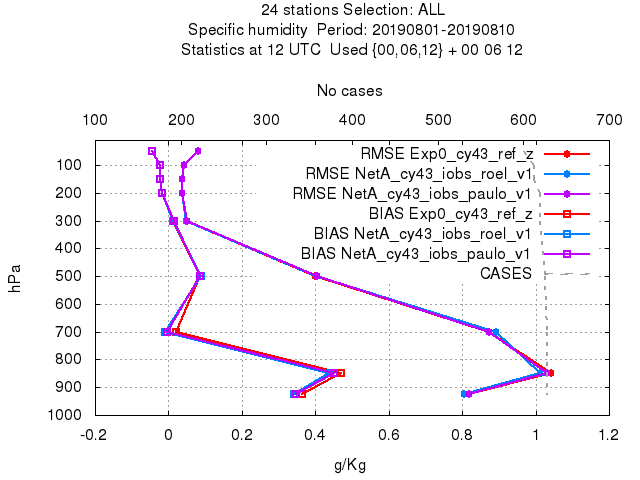 24 stations Selection: ALL
Specific humidity  Period: 20190801-20190810
Statistics at 12 UTC  Used {00,06,12} + 00 06 12
No cases
100 200 300 400 500 600 700
RMSE Exp0_cy43_ref_z
RMSE NetA_cy43_iobs_roel_v1
RMSE NetA_cy43_iobs_paulo_v1
BIAS Exp0_cy43_ref_z
BIAS NetA_cy43_iobs_roel_v1
BIAS NetA_cy43_iobs_paulo_v1
CASES
hPa
100
200
300
400
500
600
700
800
900
1000
-0.2 0 0.2 0.4 0.6 0.8 1 1.2
g/Kg